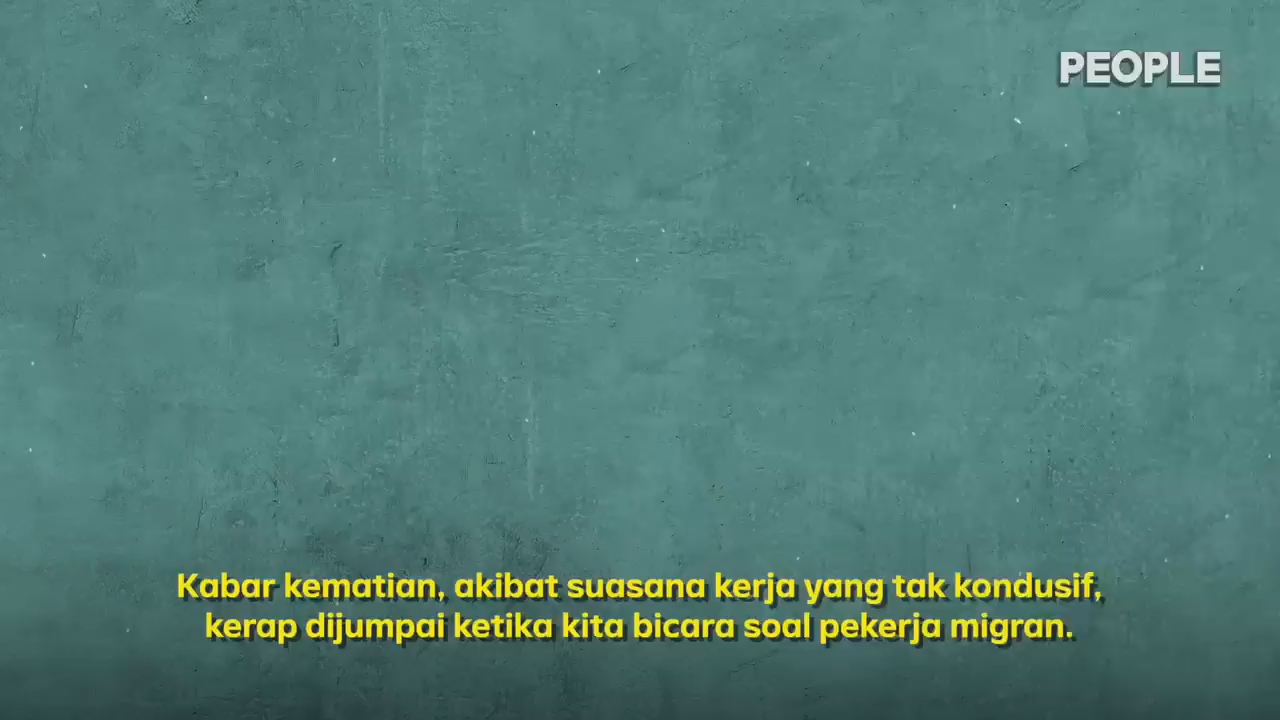 PEOPLE
Kabar kematian, akibat suasana kerja yang tak kondusif,
kerap dijumpai ketika kita bicara soal pekerja migran.